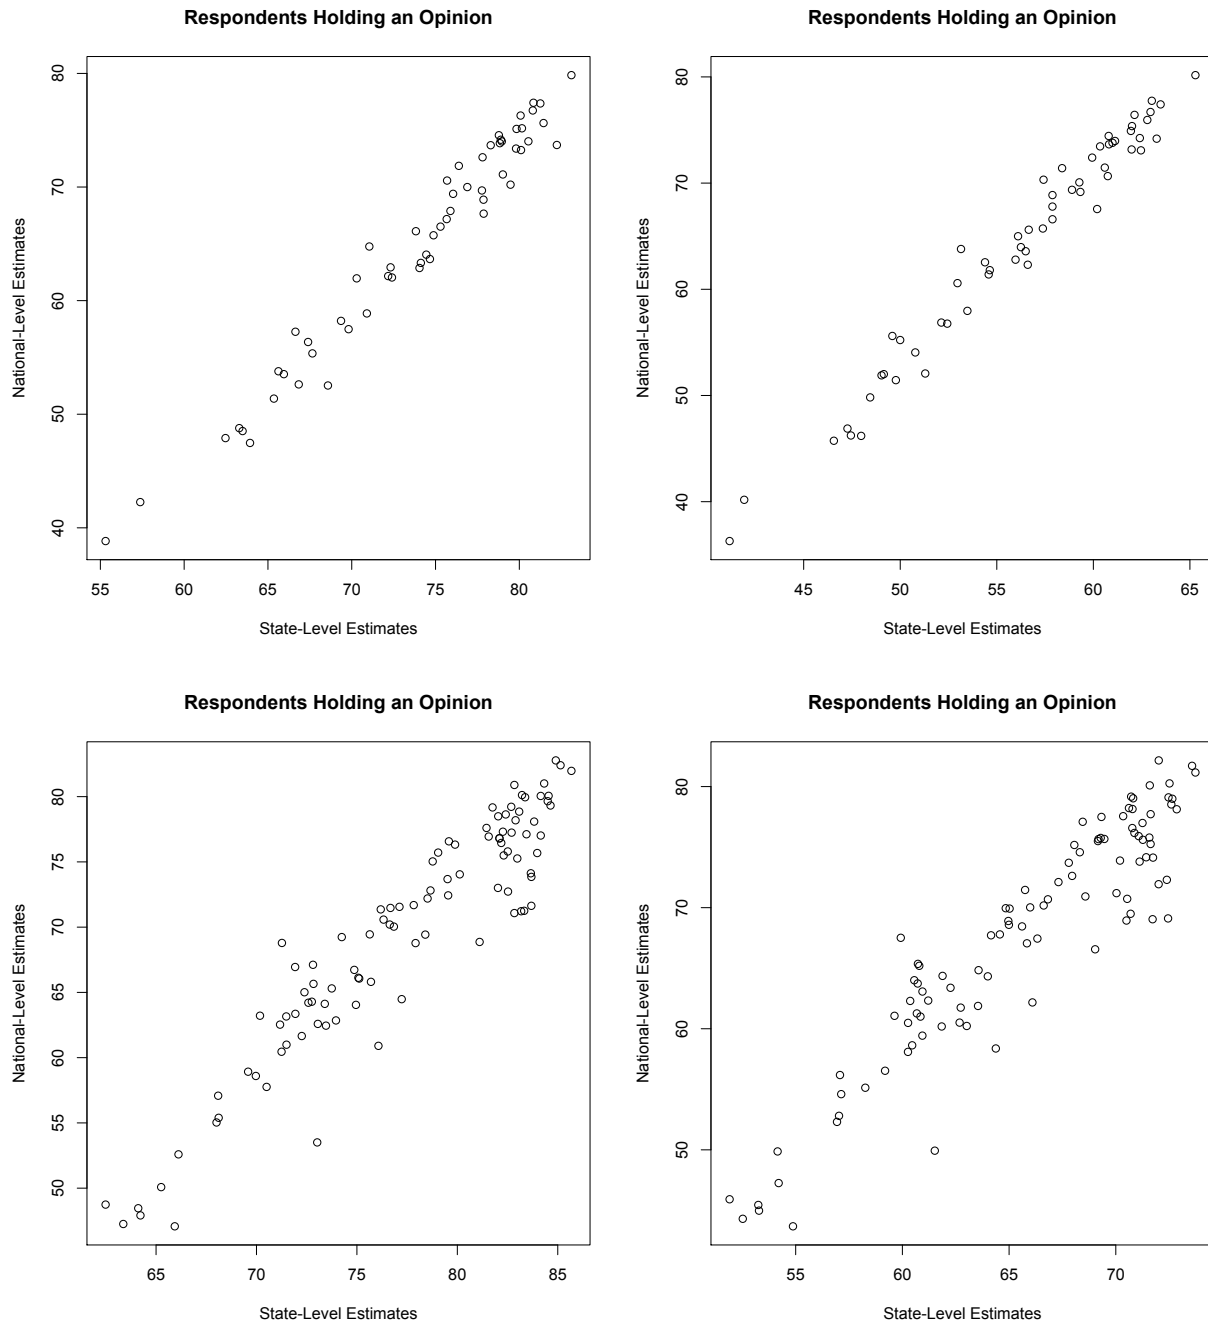 Respondents Holding an Opinion
National-Level Estimates
80
70
60
50
40
55 60 65 70 75 80
State-Level Estimates
Respondents Holding an Opinion
National-Level Estimates
80
70
60
50
40
45 50 55 60 65
State-Level Estimates
Respondents Holding an Opinion
National-Level Estimates
80
75
70
65
60
55
50
65 70 75 80 85
State-Level Estimates
Respondents Holding an Opinion
National-Level Estimates
80
70
60
50
55 60 65 70
State-Level Estimates